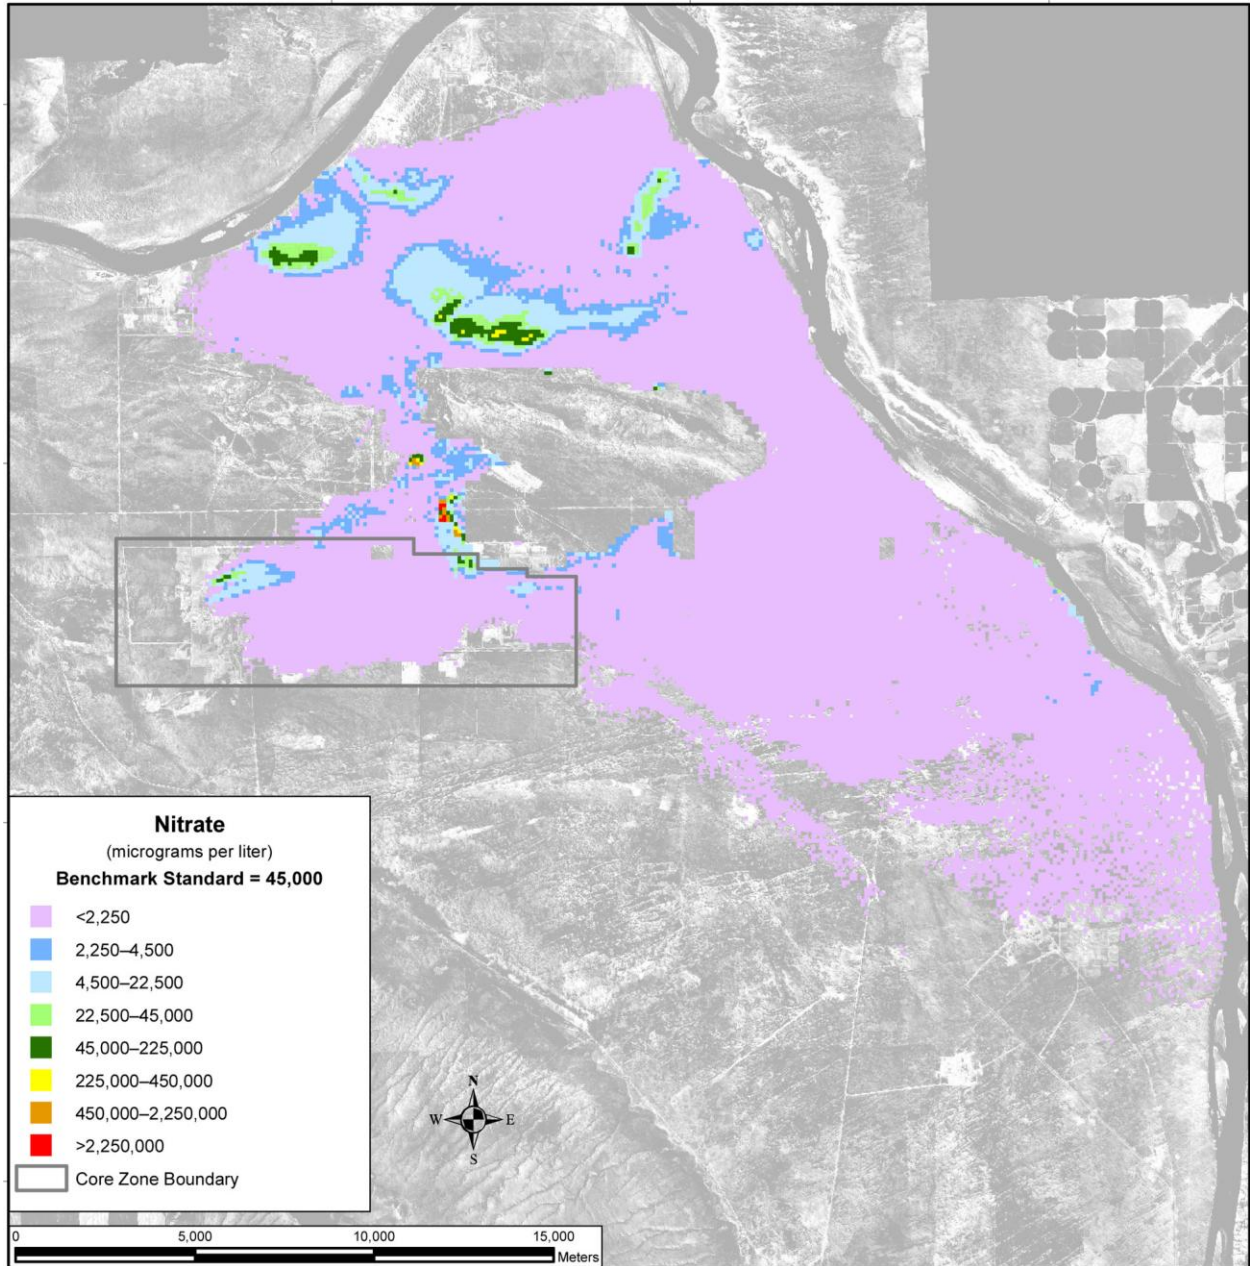 Nitrate
(micrograms per liter)
Benchmark Standard = 45,000
<2,250
2,250–4,500
4,500–22,500
22,500–45,000
45,000–225,000
225,000–450,000
450,000–2,250,000
>2,250,000
Core Zone Boundary
N
W E
S
0 5,000 10,000 15,000
Meters